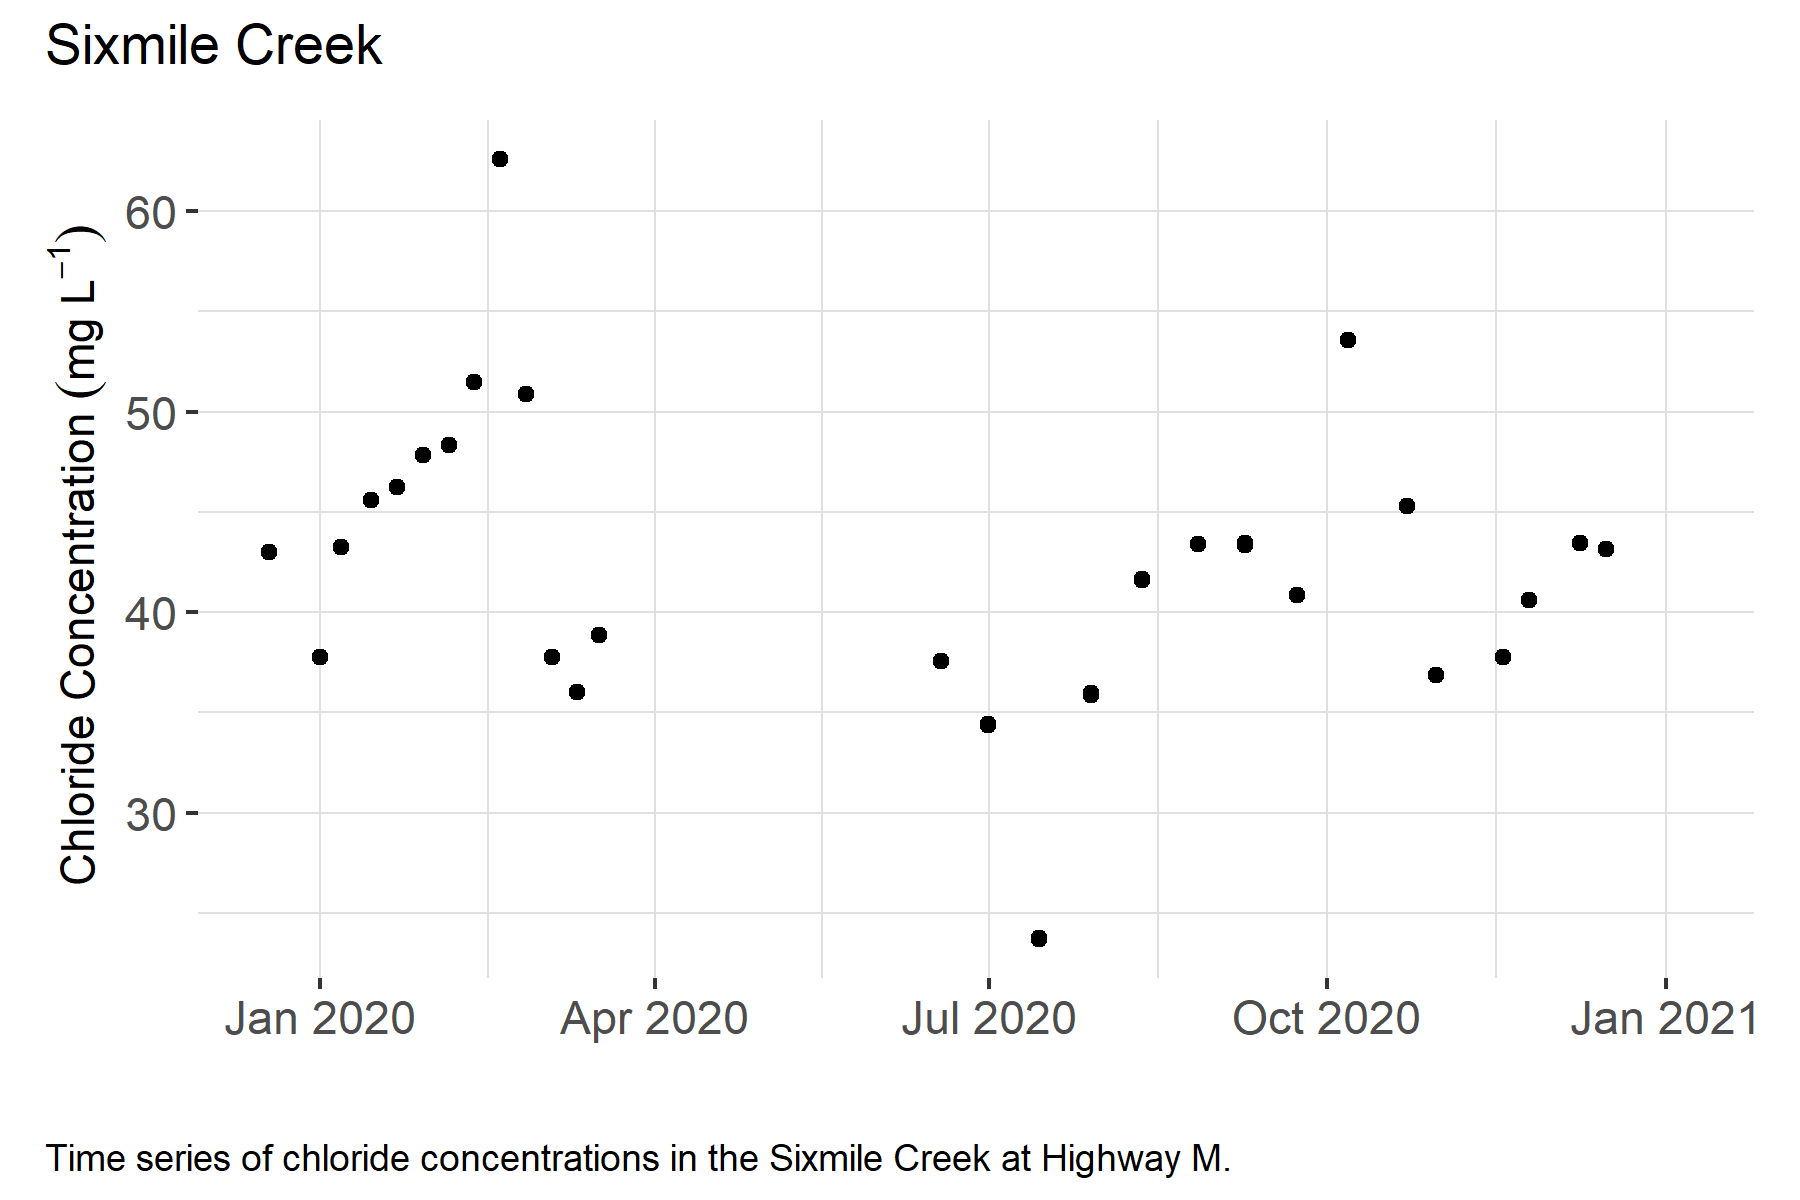 Sixmile Creek
Chloride Concentration (mg L⁻¹)
60
50
40
30
Jan 2020 Apr 2020 Jul 2020 Oct 2020 Jan 2021
Time series of chloride concentrations in the Sixmile Creek at Highway M.